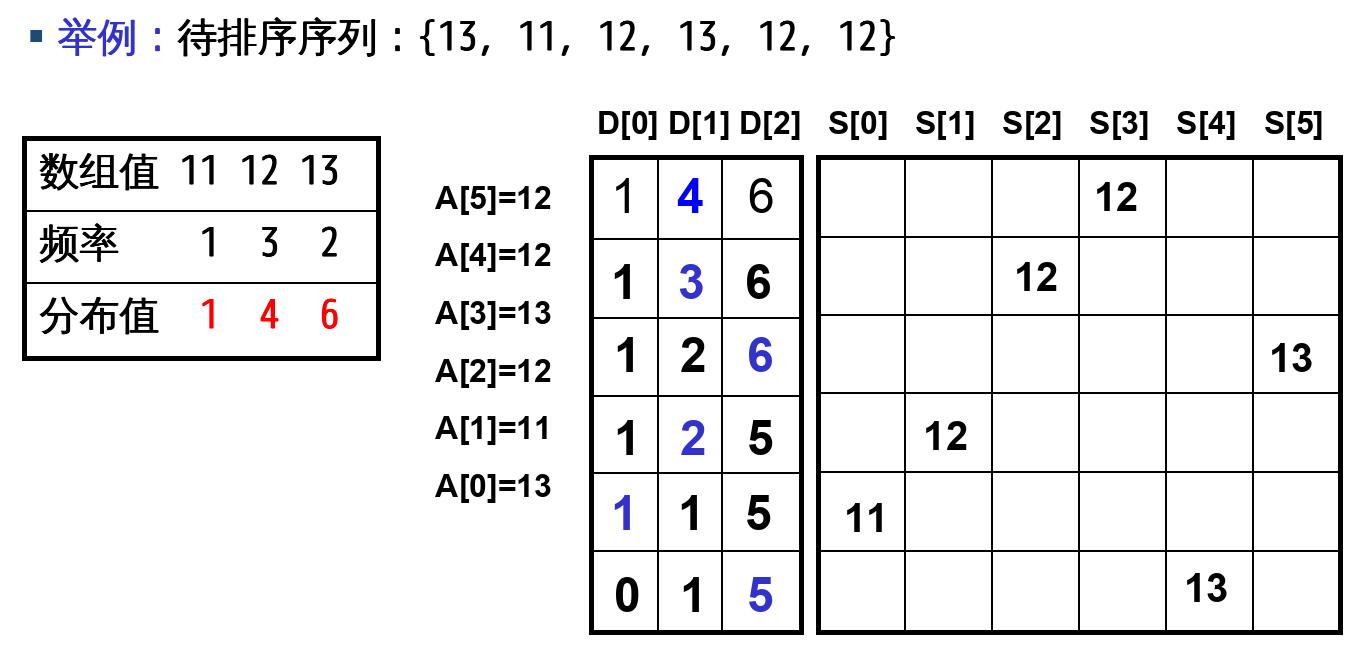 ▪ 举例：待排序序列：{13, 11, 12, 13, 12, 12}
数组值 11 12 13
频率 1 3 2
分布值 1 4 6
D[0] D[1] D[2] S[0] S[1] S[2] S[3] S[4] S[5]
A[5]=12 1 4 6 12
A[4]=12 1 3 6 12
A[3]=13 1 2 6 13
A[2]=12 1 2 5 12
A[1]=11 1 1 5 11
A[0]=13 0 1 5 13